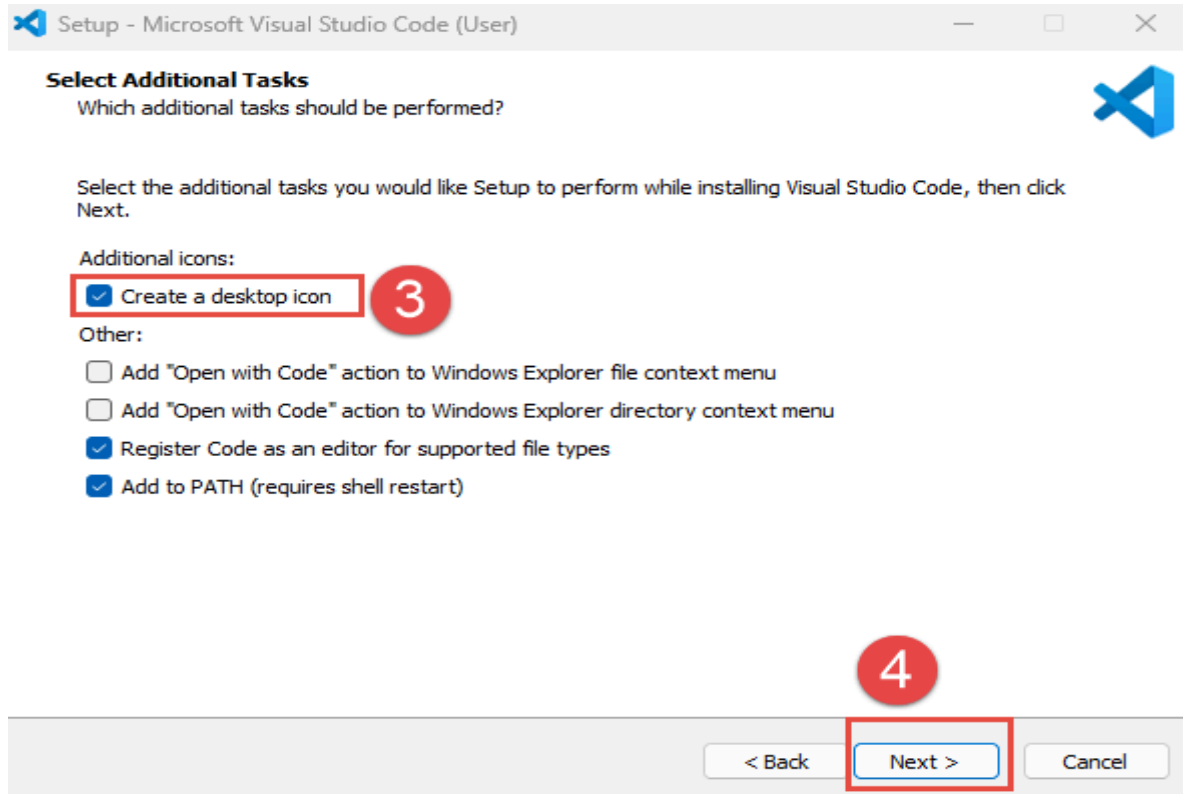 Setup - Microsoft Visual Studio Code (User)
Select Additional Tasks
Which additional tasks should be performed?
Select the additional tasks you would like Setup to perform while installing Visual Studio Code, then click
Next.
Additional icons:
Create a desktop icon
3
Other:
Add "Open with Code" action to Windows Explorer file context menu
Add "Open with Code" action to Windows Explorer directory context menu
Register Code as an editor for supported file types
Add to PATH (requires shell restart)
4
< Back Next > Cancel